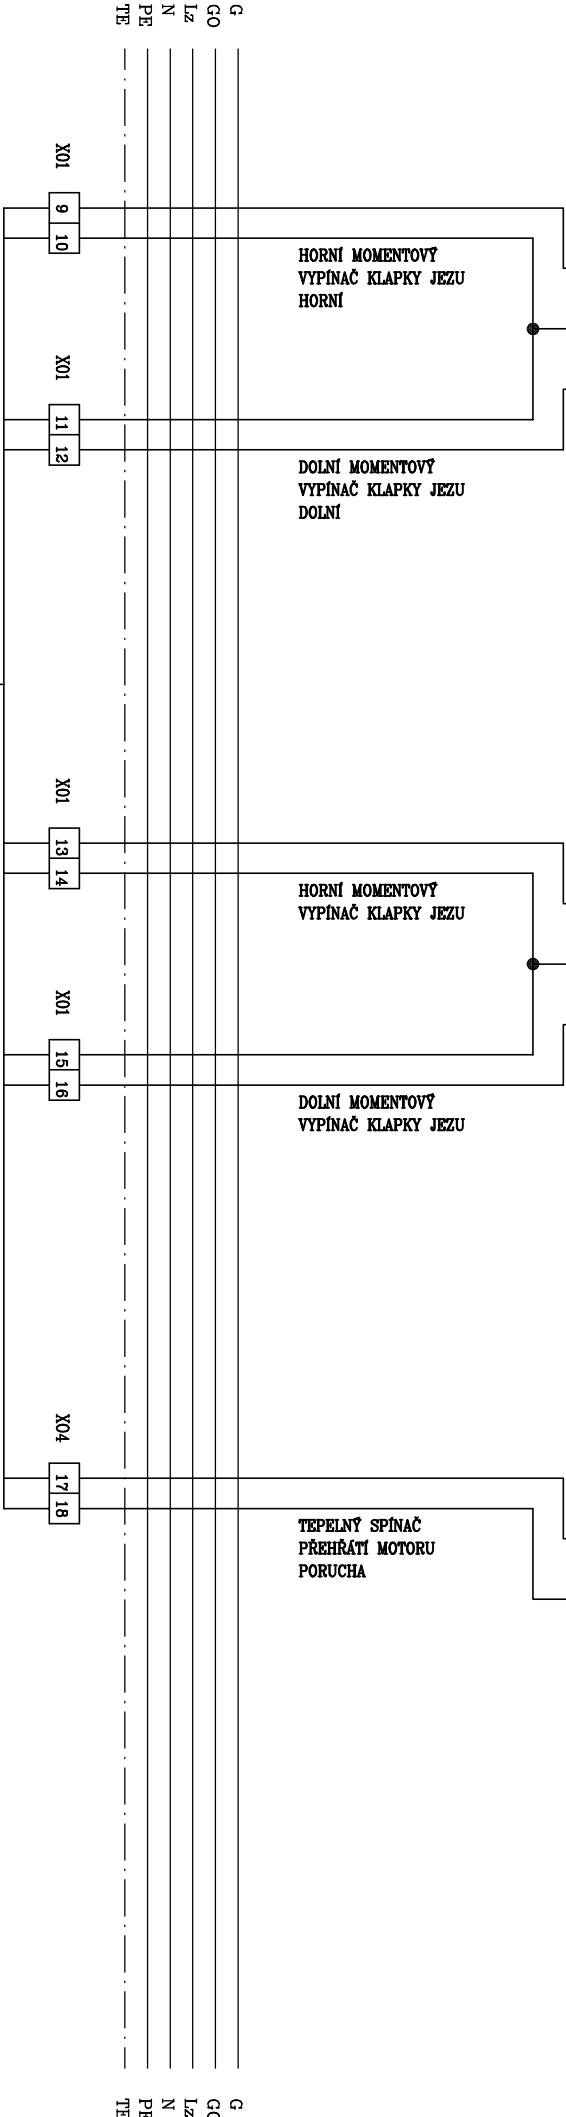 TE PE N Lz GO G
X01
9
10
HORNÍ MOMENTOVÝ
VYPÍNAČ KLAPKY JEZU
HORNÍ
X01
11
12
DOLNÍ MOMENTOVÝ
VYPÍNAČ KLAPKY JEZU
DOLNÍ
X01
13
14
HORNÍ MOMENTOVÝ
VYPÍNAČ KLAPKY JEZU
X01
15
16
DOLNÍ MOMENTOVÝ
VYPÍNAČ KLAPKY JEZU
X04
17
18
TEPELNÝ SPÍNAČ
PŘEHŘÁTÍ MOTORU
PORUCHA
TE PE N Lz GO G